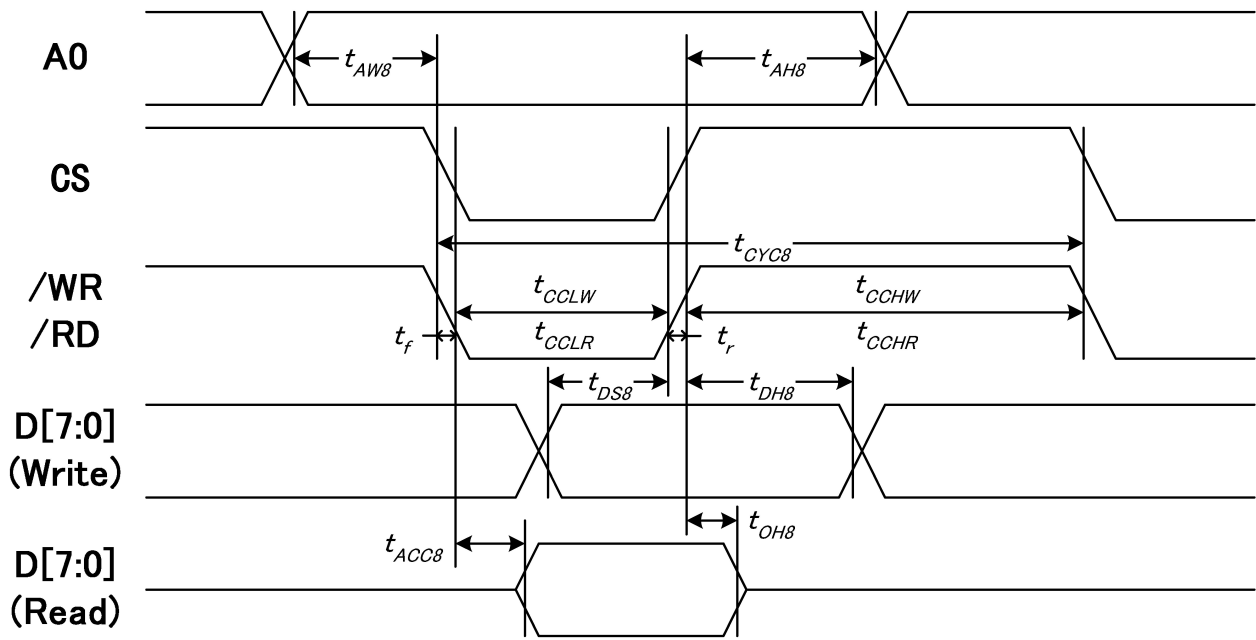 A0
t_AW8
t_AH8
CS
t_CYC8
/WR
/RD
t_CCLW
t_CCHW
t_f
t_CCLR
t_r
t_CCHR
t_DS8
t_DH8
D[7:0]
(Write)
t_ACC8
t_OH8
D[7:0]
(Read)